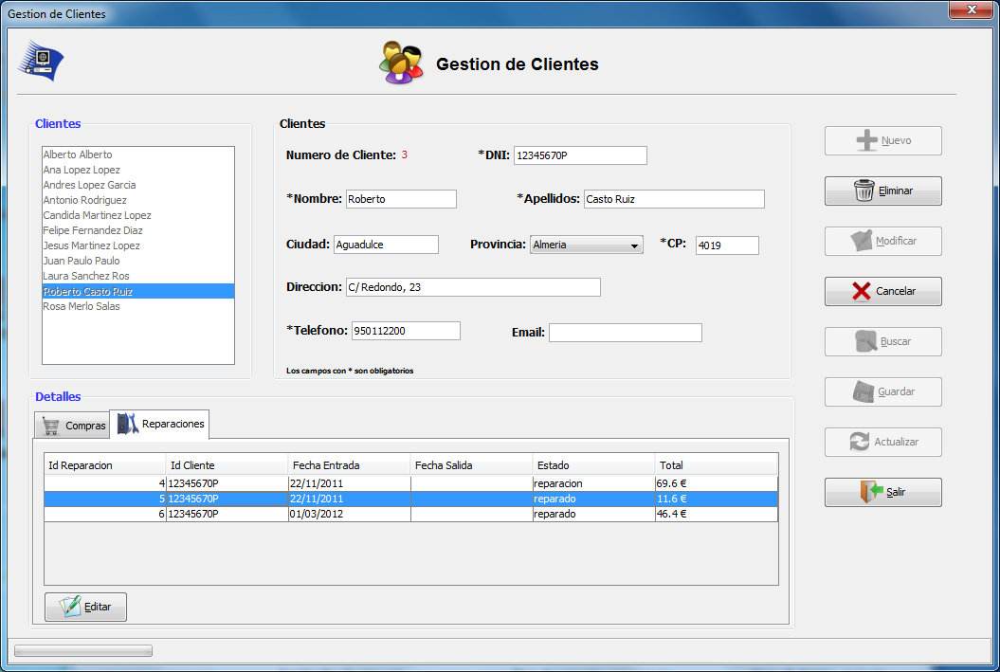 Gestion de Clientes
Gestion de Clientes
Clientes
Alberto Alberto
Ana Lopez Lopez
Andres Lopez Garcia
Antonio Rodriguez
Candida Martinez Lopez
Felipe Fernandez Diaz
Jesus Martinez Lopez
Juan Paulo Paulo
Laura Sanchez Ros
Roberto Casto Ruiz
Rosa Merlo Salas
Clientes
Numero de Cliente: 3 *DNI: 12345670P
*Nombre: Roberto *Apellidos: Casto Ruiz
Ciudad: Aguadulce Provincia: Almeria *CP: 4019
Direccion: C/ Redondo, 23
*Telefono: 950112200 Email:
Los campos con * son obligatorios
Nuevo
Eliminar
Modificar
Cancelar
Buscar
Guardar
Actualizar
Salir
Detalles
Compras Reparaciones
Id Reparacion Id Cliente Fecha Entrada Fecha Salida Estado Total
4 12345670P 22/11/2011 reparacion 69.6 €
5 12345670P 22/11/2011 reparado 11.6 €
6 12345670P 01/03/2012 reparado 46.4 €
Editar